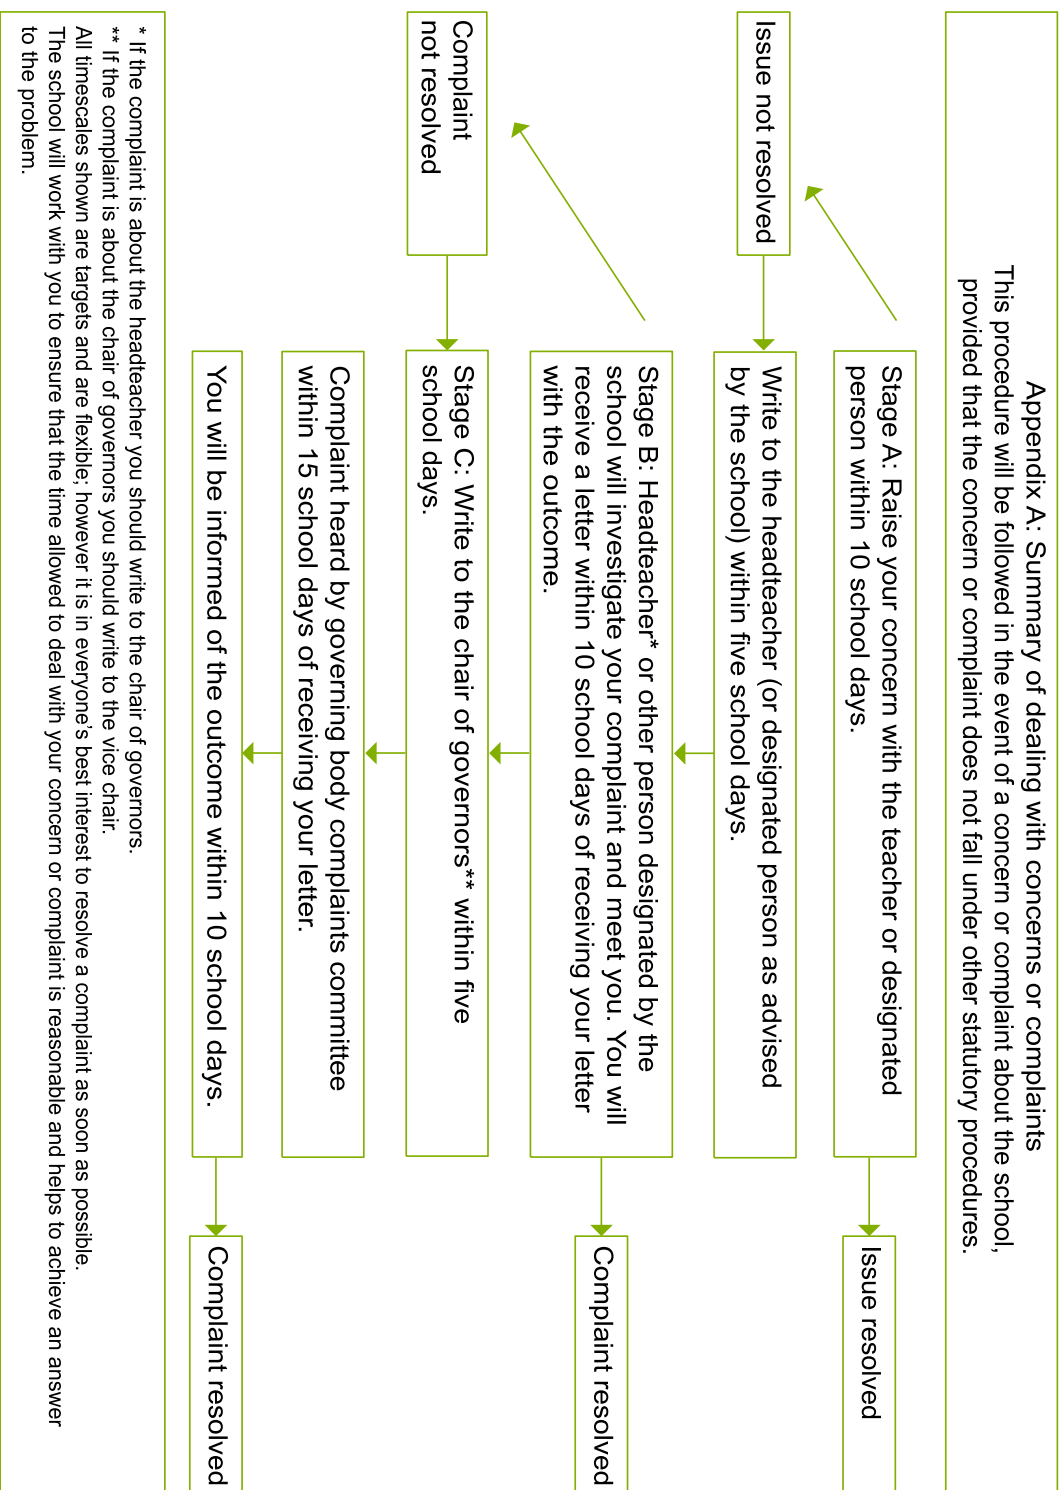 Appendix A: Summary of dealing with concerns or complaints
This procedure will be followed in the event of a concern or complaint about the school,
provided that the concern or complaint does not fall under other statutory procedures.
Stage A: Raise your concern with the teacher or designated
person within 10 school days.
Issue resolved
Issue not resolved
Write to the headteacher (or designated person as advised
by the school) within five school days.
Stage B: Headteacher* or other person designated by the
school will investigate your complaint and meet you. You will
receive a letter within 10 school days of receiving your letter
with the outcome.
Complaint resolved
Complaint
not resolved
Stage C: Write to the chair of governors** within five
school days.
Complaint heard by governing body complaints committee
within 15 school days of receiving your letter.
You will be informed of the outcome within 10 school days.
Complaint resolved
* If the complaint is about the headteacher you should write to the chair of governors.
** If the complaint is about the chair of governors you should write to the vice chair.
All timescales shown are targets and are flexible; however it is in everyone’s best interest to resolve a complaint as soon as possible.
The school will work with you to ensure that the time allowed to deal with your concern or complaint is reasonable and helps to achieve an answer
to the problem.